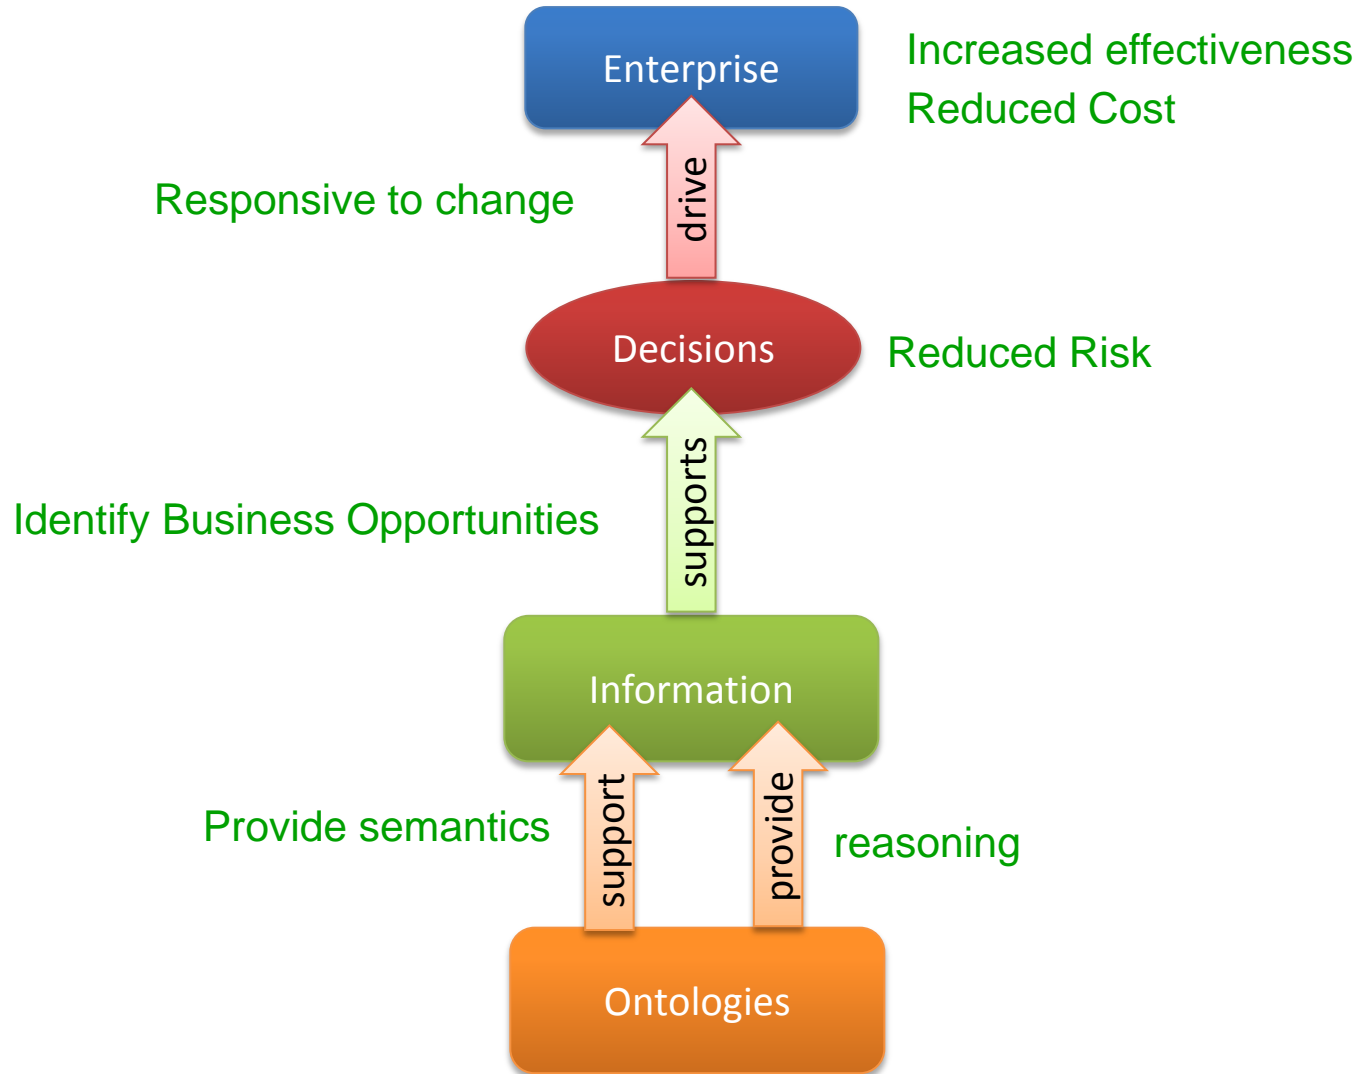 Enterprise
Increased effectiveness
Reduced Cost
drive
Responsive to change
Decisions
Reduced Risk
supports
Identify Business Opportunities
Information
support
provide
Provide semantics
reasoning
Ontologies